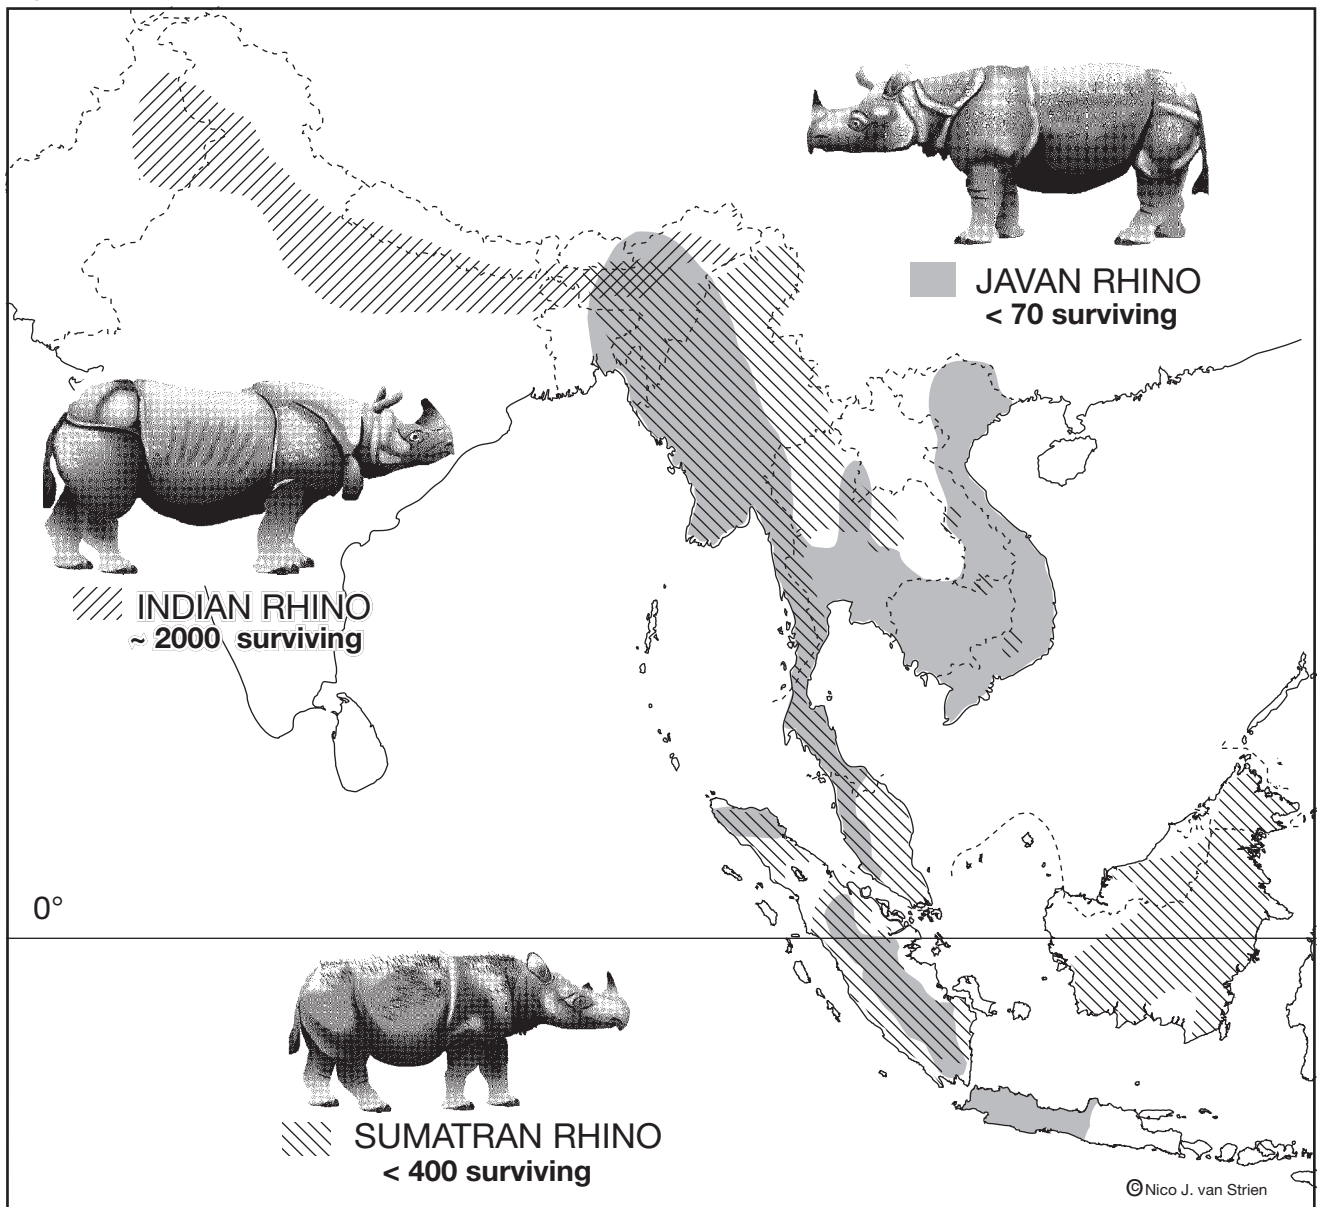 JAVAN RHINO
< 70 surviving
INDIAN RHINO
~ 2000 surviving
0°
SUMATRAN RHINO
< 400 surviving
© Nico J. van Strien